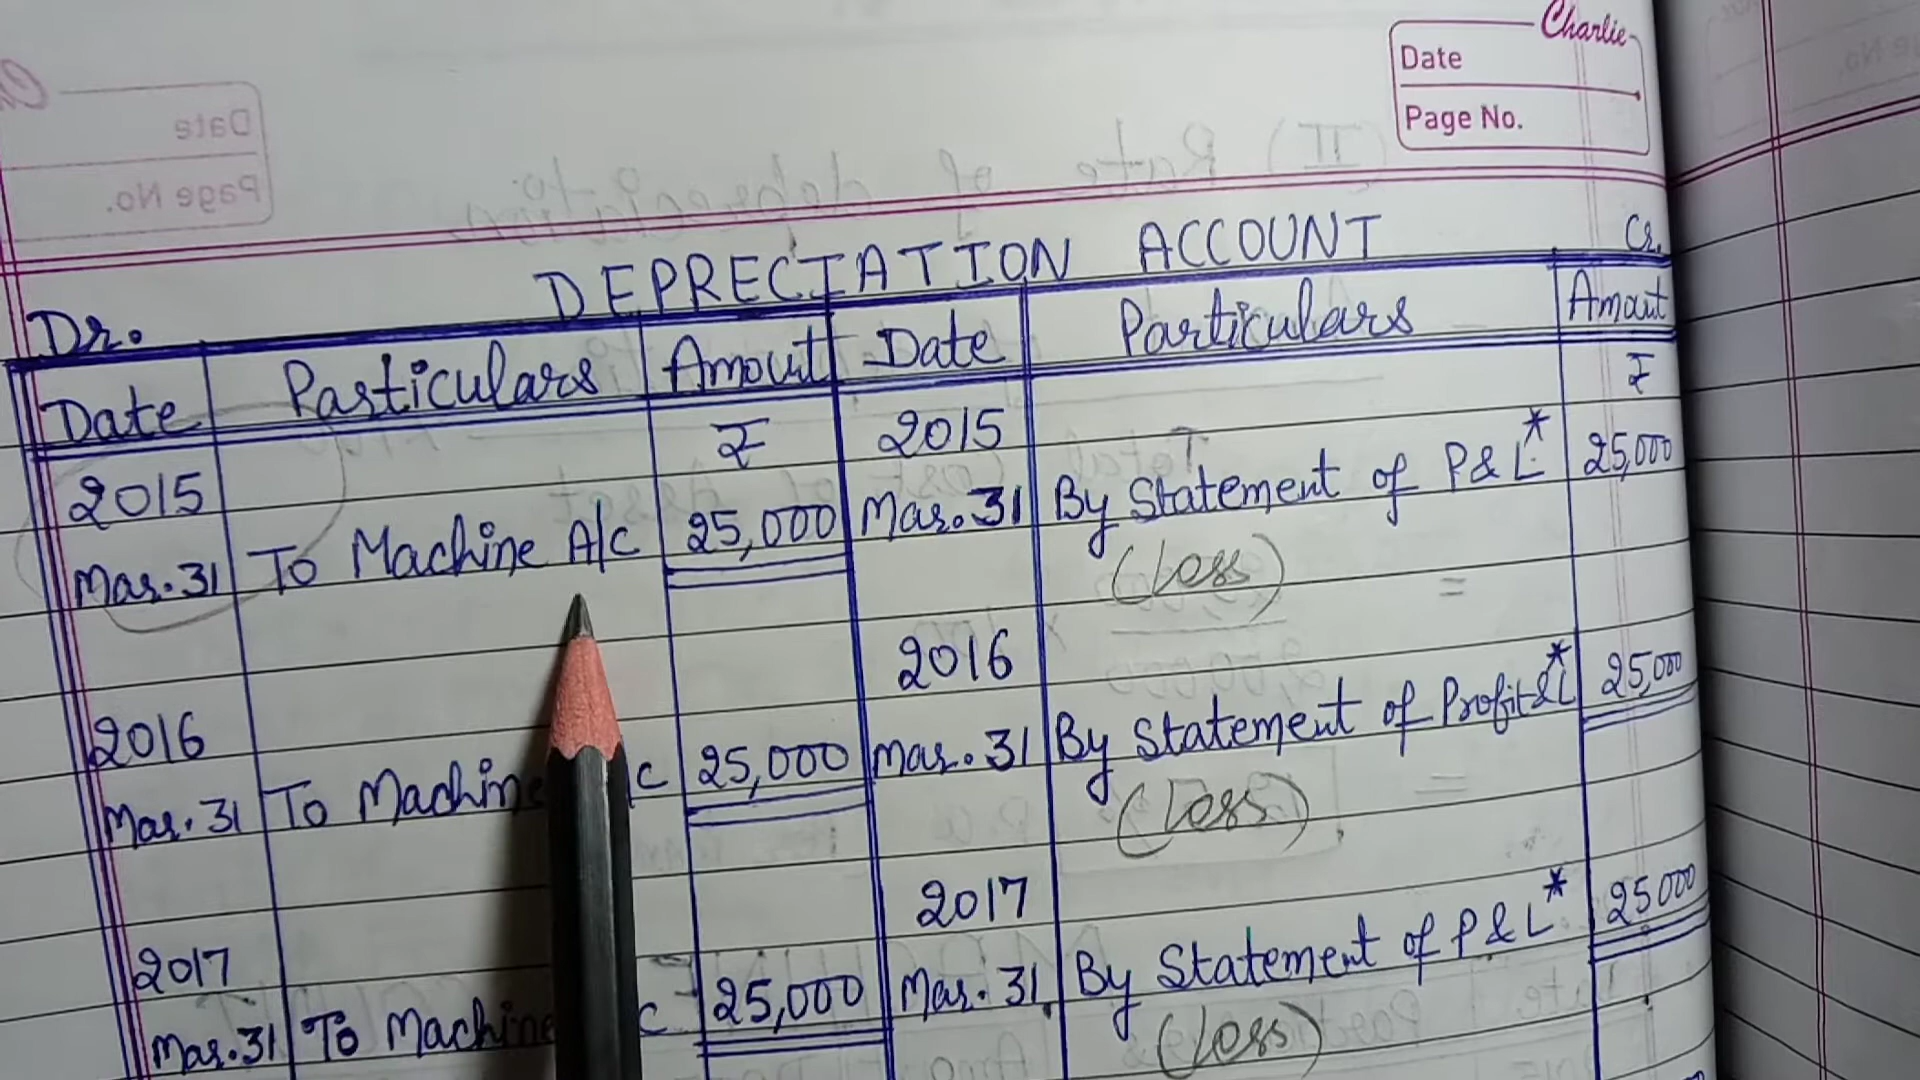 Charlie
Date
Page No.
DEPRECIATION ACCOUNT
Dr. Cr.
Date Particulars Amout Date Particulars Amout
₹ ₹
2015 2015
Mar. 31 To Machine A/c 25,000 Mar. 31 By Statement of P & L* 25,000
(Loss)
2016 2016
Mar. 31 To Machine c 25,000 Mar. 31 By Statement of Profit & L* 25,000
(Loss)
2017 2017
Mar. 31 To Machine c 25,000 Mar. 31 By Statement of P & L* 25000
(Loss)